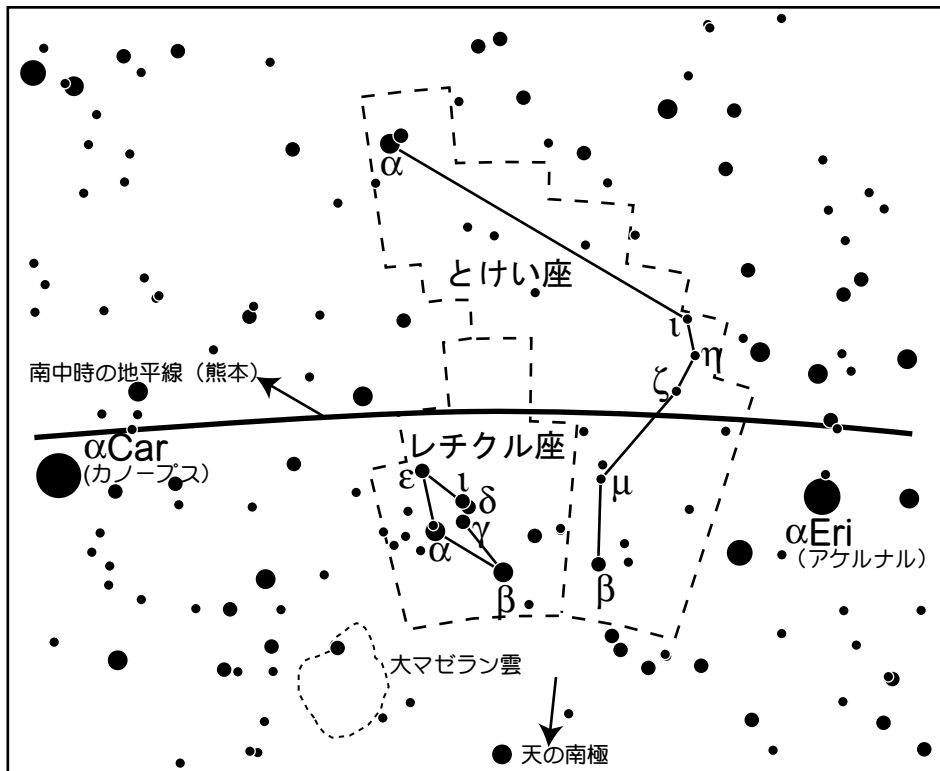 α
とけい座
ι
η
ζ
南中時の地平線（熊本）
αCar
(カノープス）
レチクル座
ε
ι
δ
γ
α
β
μ
β
αEri
（アケルナル）
大マゼラン雲
天の南極